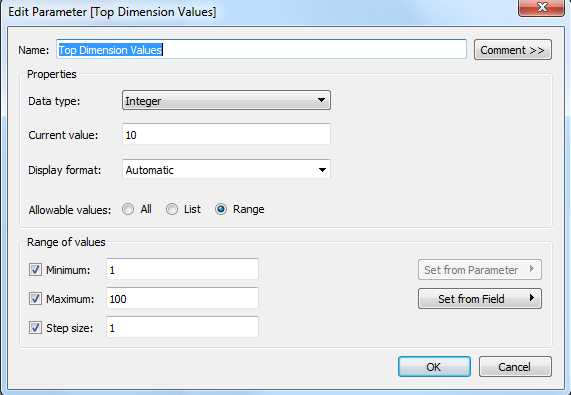 Edit Parameter [Top Dimension Values]
Name: Top Dimension Values Comment >>
Properties
Data type: Integer
Current value: 10
Display format: Automatic
Allowable values: All List Range
Range of values
Minimum: 1 Set from Parameter
Maximum: 100 Set from Field
Step size: 1
OK Cancel